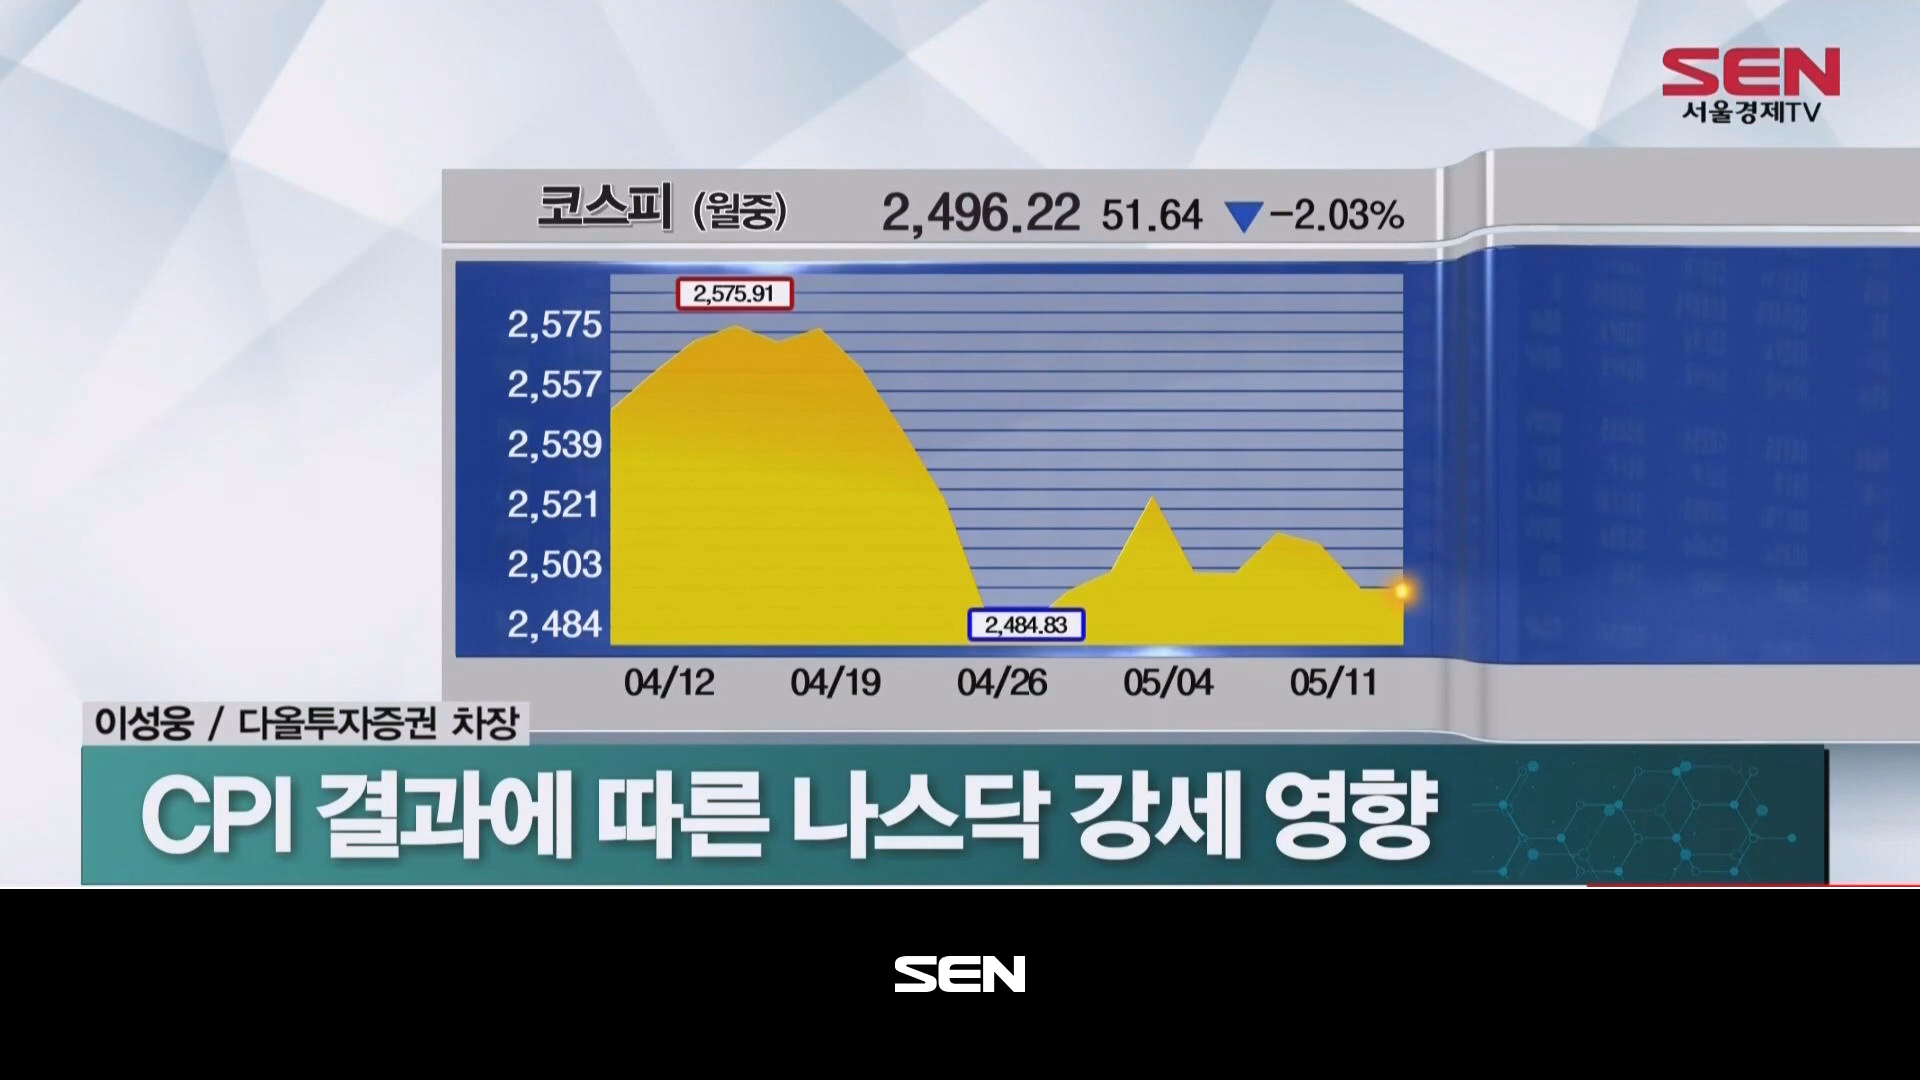 SEN
서울경제TV
코스피 (월중) 2,496.22 51.64 ▼-2.03%
2,575.91
2,575
2,557
2,539
2,521
2,503
2,484
2,484.83
04/12 04/19 04/26 05/04 05/11
이성웅 / 다올투자증권 차장
CPI 결과에 따른 나스닥 강세 영향
SEN